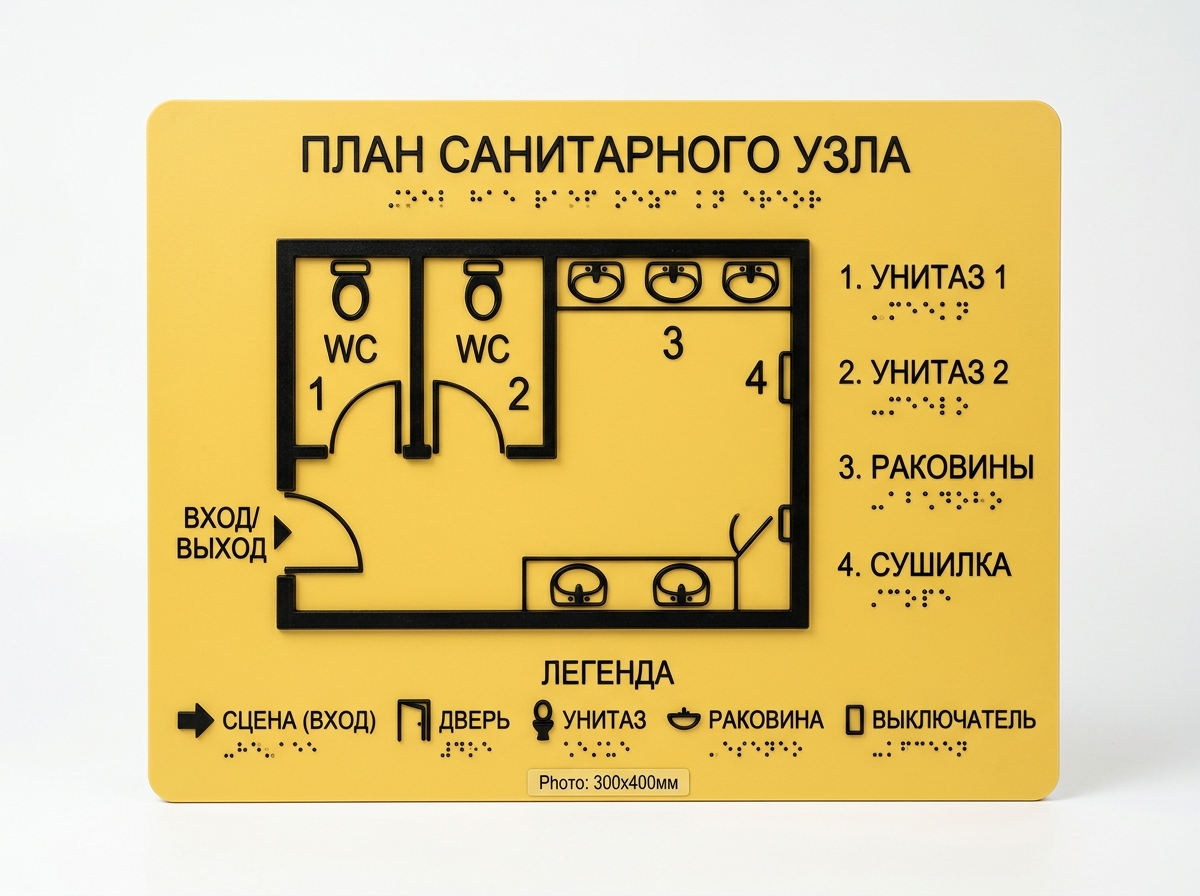 ПЛАН САНИТАРНОГО УЗЛА
WC
WC
1
2
3
4
ВХОД/
ВЫХОД
1. УНИТАЗ 1
2. УНИТАЗ 2
3. РАКОВИНЫ
4. СУШИЛКА
ЛЕГЕНДА
СЦЕНА (ВХОД)
ДВЕРЬ
УНИТАЗ
РАКОВИНА
ВЫКЛЮЧАТЕЛЬ
Photo: 300х400мм